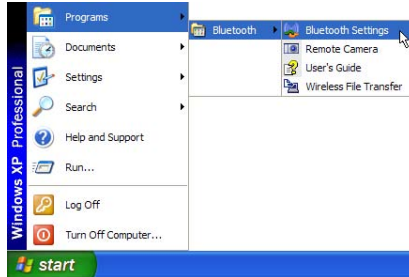 Programs
Documents
Settings
Search
Help and Support
Run...
Log Off
Turn Off Computer...
Windows XP Professional
start
Bluetooth
Bluetooth Settings
Remote Camera
User's Guide
Wireless File Transfer